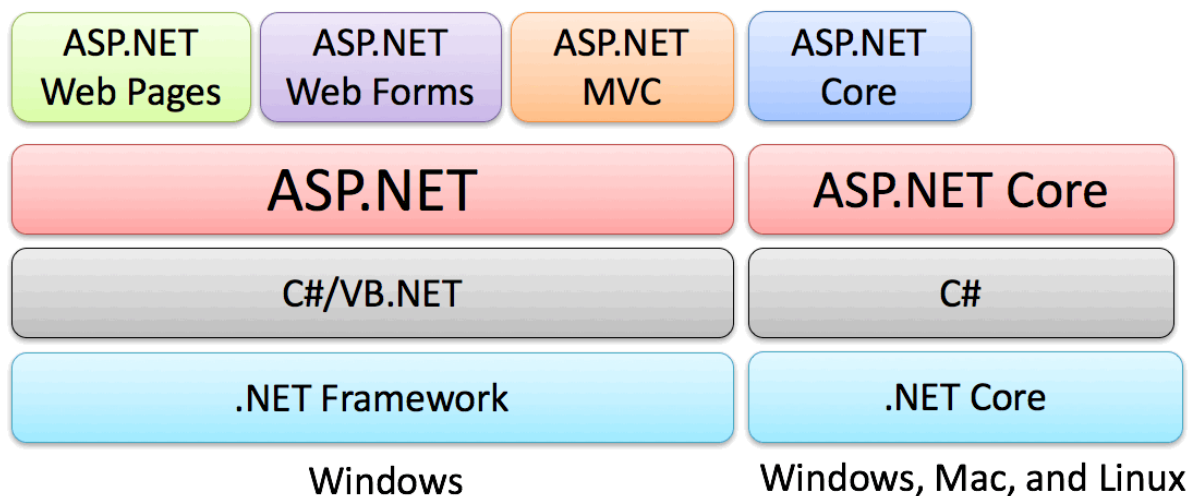 ASP.NET
Web Pages
ASP.NET
Web Forms
ASP.NET
MVC
ASP.NET
Core
ASP.NET
ASP.NET Core
C#/VB.NET
C#
.NET Framework
.NET Core
Windows
Windows, Mac, and Linux